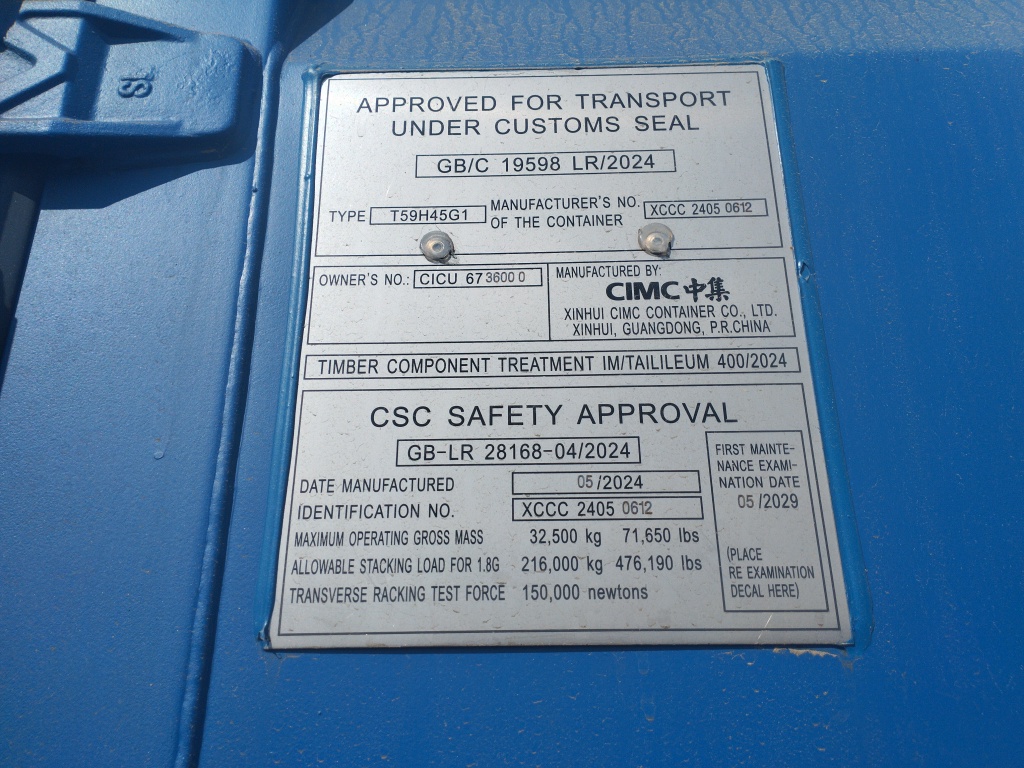 APPROVED FOR TRANSPORT
UNDER CUSTOMS SEAL
GB/C 19598 LR/2024
TYPE T59H45G1
MANUFACTURER'S NO.
OF THE CONTAINER
XCCC 2405 0612
OWNER'S NO.: CICU 67 3600 0
MANUFACTURED BY:
CIMC 中集
XINHUI CIMC CONTAINER CO., LTD.
XINHUI, GUANGDONG, P.R.CHINA
TIMBER COMPONENT TREATMENT IM/TAILILEUM 400/2024
CSC SAFETY APPROVAL
GB-LR 28168-04/2024
DATE MANUFACTURED 05 /2024
IDENTIFICATION NO. XCCC 2405 0612
MAXIMUM OPERATING GROSS MASS 32,500 kg 71,650 lbs
ALLOWABLE STACKING LOAD FOR 1.8G 216,000 kg 476,190 lbs
TRANSVERSE RACKING TEST FORCE 150,000 newtons
FIRST MAINTE-
NANCE EXAMI-
NATION DATE
05 /2029
(PLACE
RE EXAMINATION
DECAL HERE)